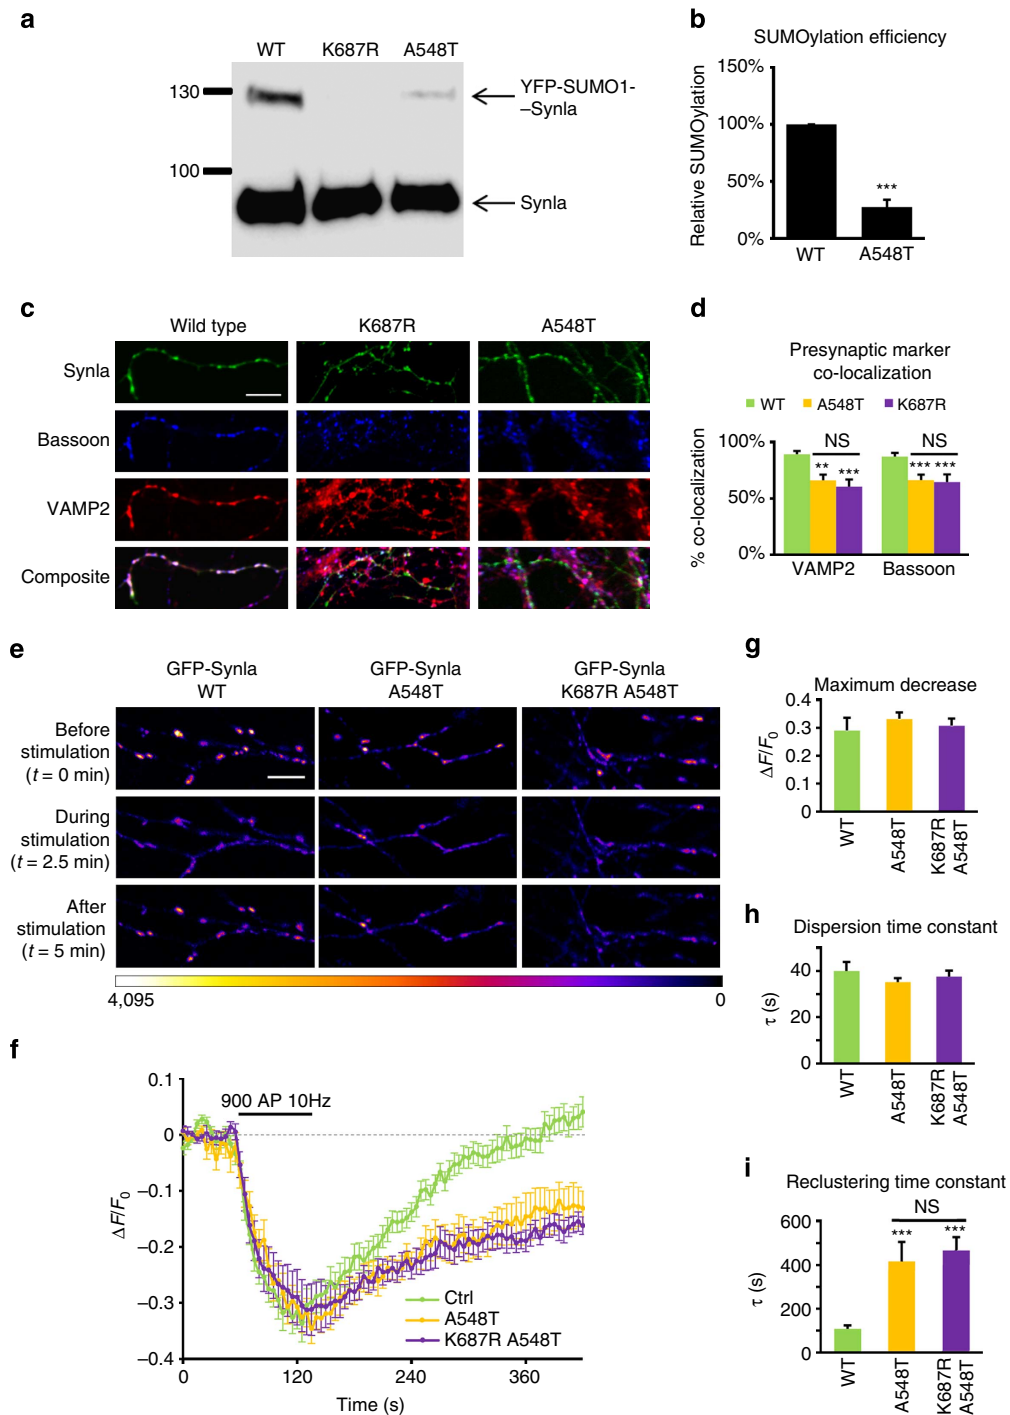 a
WT K687R A548T
130
100
YFP-SUMO1-
–SynIa
SynIa
b
SUMOylation efficiency
Relative SUMOylation
150%
100%
50%
0%
***
WT A548T
c
Wild type K687R A548T
SynIa
Bassoon
VAMP2
Composite
d
Presynaptic marker
co-localization
WT A548T K687R
% co-localization
100%
50%
0%
NS NS
** *** *** ***
VAMP2 Bassoon
e
GFP-SynIa
WT
GFP-SynIa
A548T
GFP-SynIa
K687R A548T
Before
stimulation
(t = 0 min)
During
stimulation
(t = 2.5 min)
After
stimulation
(t = 5 min)
4,095 0
f
ΔF/F0
0.1
0
–0.1
–0.2
–0.3
–0.4
900 AP 10Hz
Ctrl
A548T
K687R A548T
0 120 240 360
Time (s)
g
Maximum decrease
ΔF/F0
0.4
0.3
0.2
0.1
0
WT
A548T
K687R
A548T
h
Dispersion time constant
τ (s)
40
20
0
WT
A548T
K687R
A548T
i
Reclustering time constant
NS
τ (s)
600
400
200
0
*** ***
WT
A548T
K687R
A548T